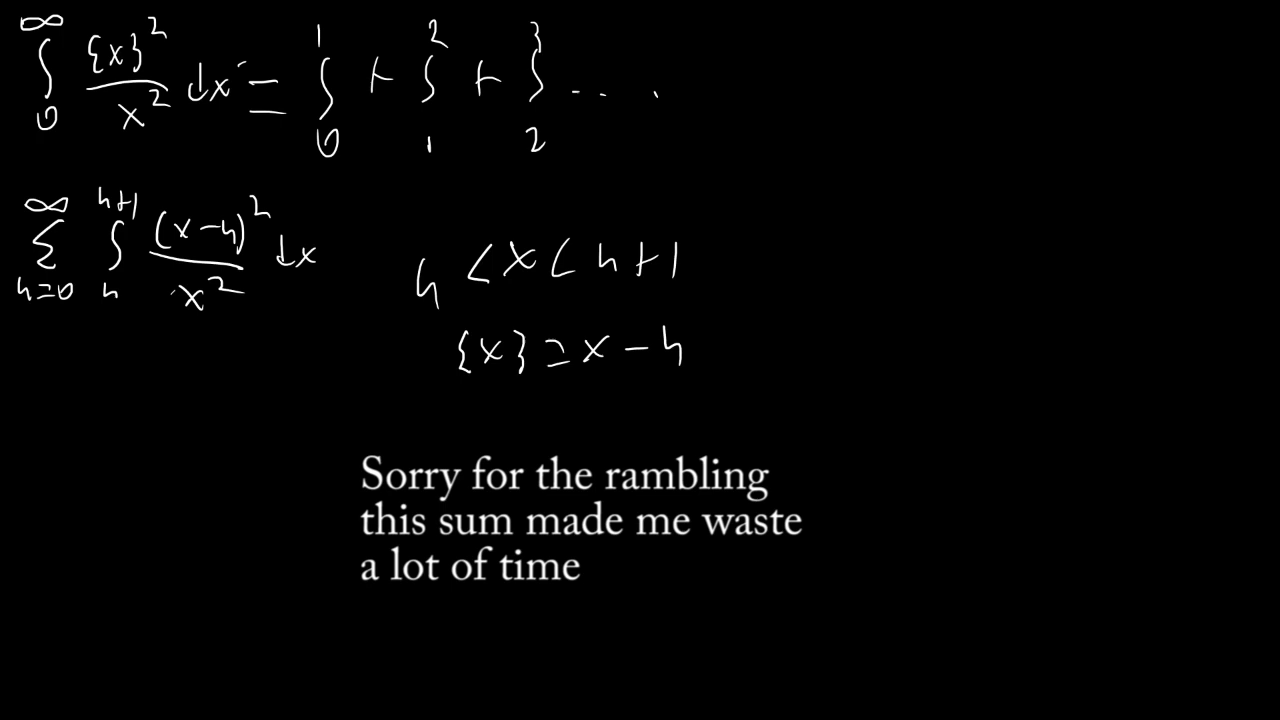 ∫₀^∞ {x}²/x² dx = ∫₀¹ + ∫₁² + ∫₂³ ....
∑_{n=0}^∞ ∫ₙ^{n+1} (x-n)²/x² dx
n < x < n+1
{x} = x - n
Sorry for the rambling
this sum made me waste
a lot of time